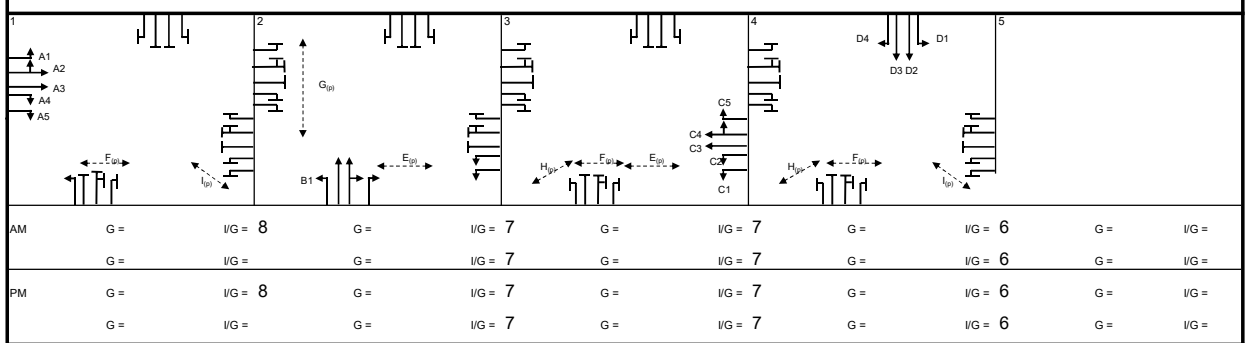 1 2 3 4 5
A1
A2
A3
A4
A5
F(p)
I(p)
G(p)
B1
E(p)
H(p)
F(p)
E(p)
C5
C4
C3
C2
C1
D4 D1
D3 D2
H(p)
F(p)
I(p)
AM G = I/G = 8 G = I/G = 7 G = I/G = 7 G = I/G = 6 G = I/G =
G = I/G = G = I/G = 7 G = I/G = 7 G = I/G = 6 G = I/G =
PM G = I/G = 8 G = I/G = 7 G = I/G = 7 G = I/G = 6 G = I/G =
G = I/G = G = I/G = 7 G = I/G = 7 G = I/G = 6 G = I/G =